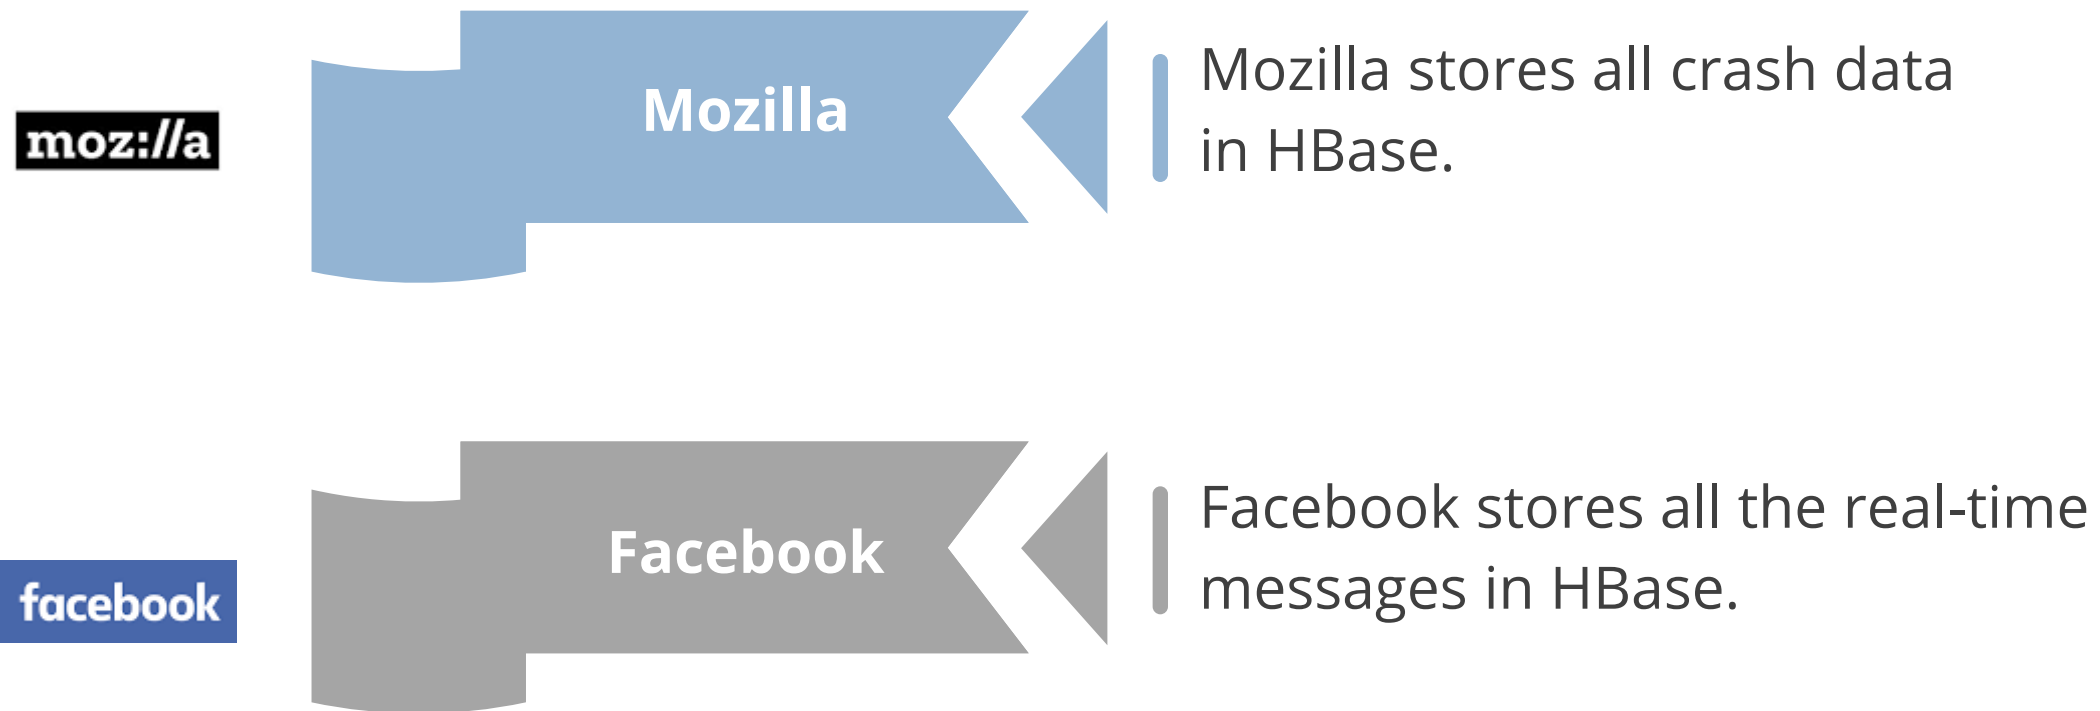 moz://a
Mozilla
Mozilla stores all crash data
in HBase.
facebook
Facebook
Facebook stores all the real-time
messages in HBase.